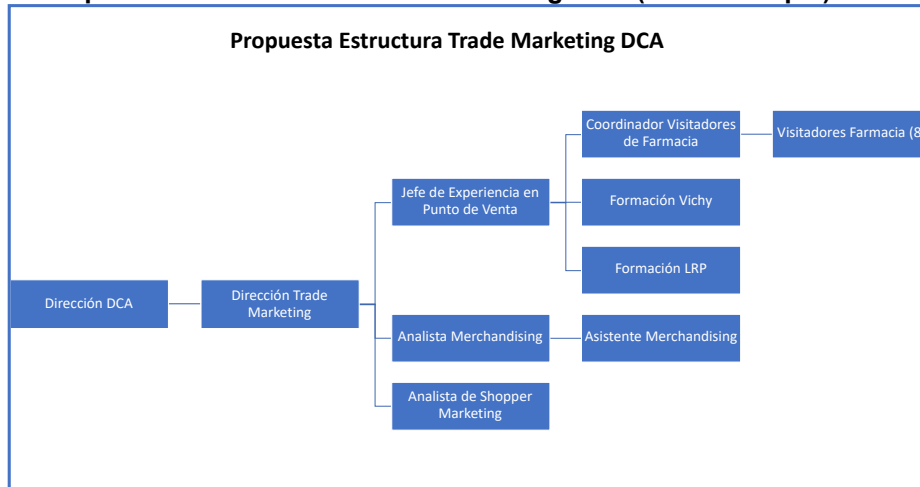 Propuesta Estructura Trade Marketing DCA
Coordinador Visitadores
de Farmacia
Visitadores Farmacia (8
Jefe de Experiencia en
Punto de Venta
Formación Vichy
Formación LRP
Dirección DCA
Dirección Trade
Marketing
Analista Merchandising
Asistente Merchandising
Analista de Shopper
Marketing